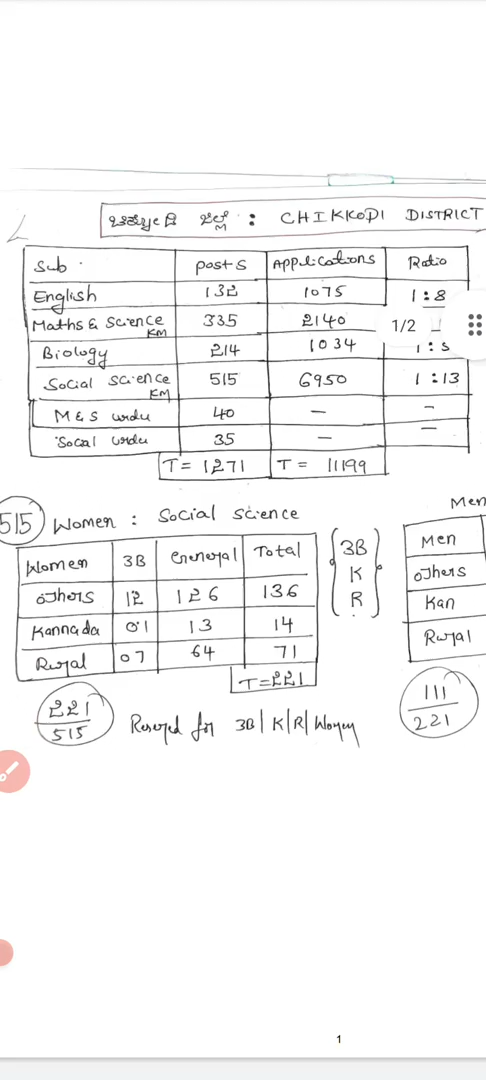 ಚಿಕ್ಕೋಡಿ ಜಿಲ್ಲೆ : CHIKKODI DISTRICT
Sub. Posts Applications Ratio
English 132 1075 1:8
Maths & Science KM 335 2140
1/2
Biology 214 1034 1:5
Social science KM 515 6950 1:13
M & S urdu 40 – –
Social urdu 35 – –
T = 1271 T = 11199
515 Women : Social Science
Women 3B General Total
others 12 126 136
Kannada 01 13 14
Rural 07 64 71
T=221
3B
K
R
221/515 Reserved for 3B/K/R/Women
Men
Men
others
Kan
Rural
111/221
1